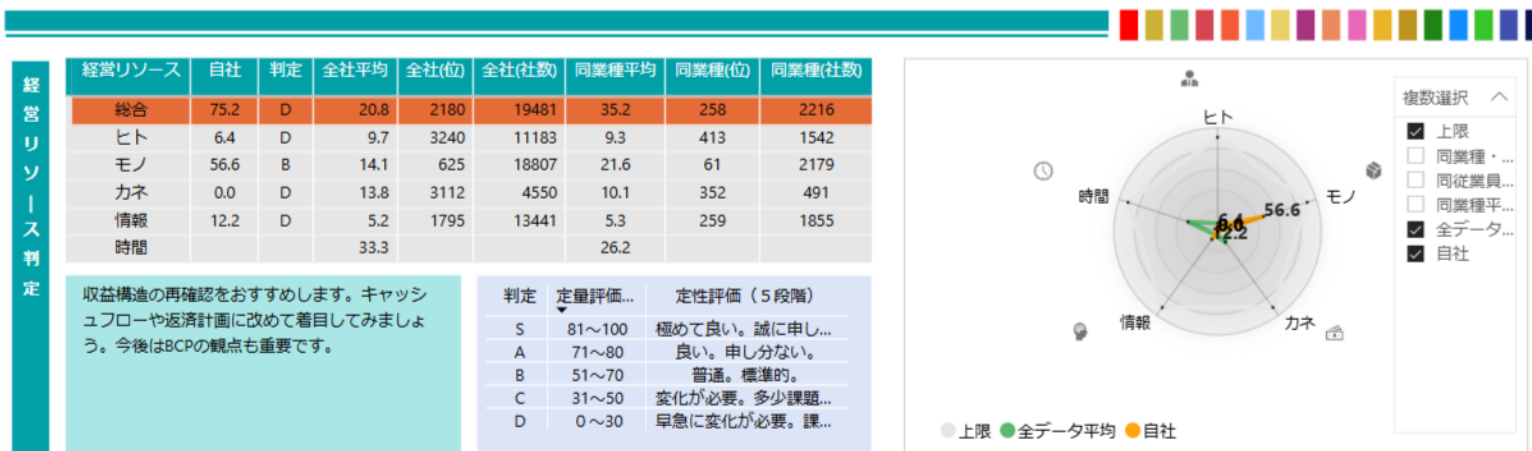 経営リソース判定
経営リソース 自社 判定 全社平均 全社(位) 全社(社数) 同業種平均 同業種(位) 同業種(社数)
総合 75.2 D 20.8 2180 19481 35.2 258 2216
ヒト 6.4 D 9.7 3240 11183 9.3 413 1542
モノ 56.6 B 14.1 625 18807 21.6 61 2179
カネ 0.0 D 13.8 3112 4550 10.1 352 491
情報 12.2 D 5.2 1795 13441 5.3 259 1855
時間 33.3 26.2
収益構造の再確認をおすすめします。キャッシ
ュフローや返済計画に改めて着目してみましょ
う。今後はBCPの観点も重要です。
判定 定量評価... 定性評価（５段階）
S 81～100 極めて良い。誠に申し...
A 71～80 良い。申し分ない。
B 51～70 普通。標準的。
C 31～50 変化が必要。多少課題...
D 0～30 早急に変化が必要。課...
ヒト
モノ
カネ
情報
時間
56.6
12.2
上限 全データ平均 自社
複数選択
上限
同業種・...
同従業員...
同業種平...
全データ...
自社